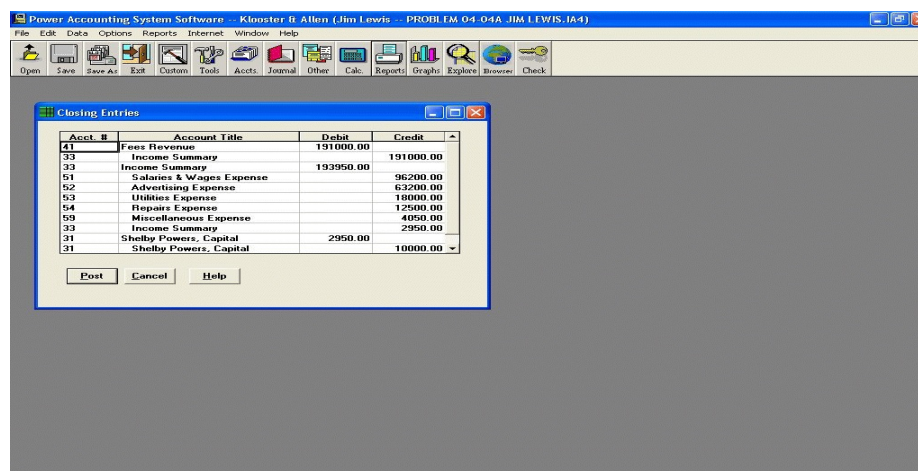 Power Accounting System Software -- Klooster & Allen (Jim Lewis -- PROBLEM 04-04A JIM LEWIS.IA4)
File Edit Data Options Reports Internet Window Help
Open Save Save As Exit Custom Tools Accts. Journal Other Calc. Reports Graphs Explore Browser Check
Closing Entries
Acct. # Account Title Debit Credit
41 Fees Revenue 191000.00
33 Income Summary 191000.00
33 Income Summary 193950.00
51 Salaries & Wages Expense 96200.00
52 Advertising Expense 63200.00
53 Utilities Expense 18000.00
54 Repairs Expense 12500.00
59 Miscellaneous Expense 4050.00
33 Income Summary 2950.00
31 Shelby Powers, Capital 2950.00
31 Shelby Powers, Capital 10000.00
Post Cancel Help